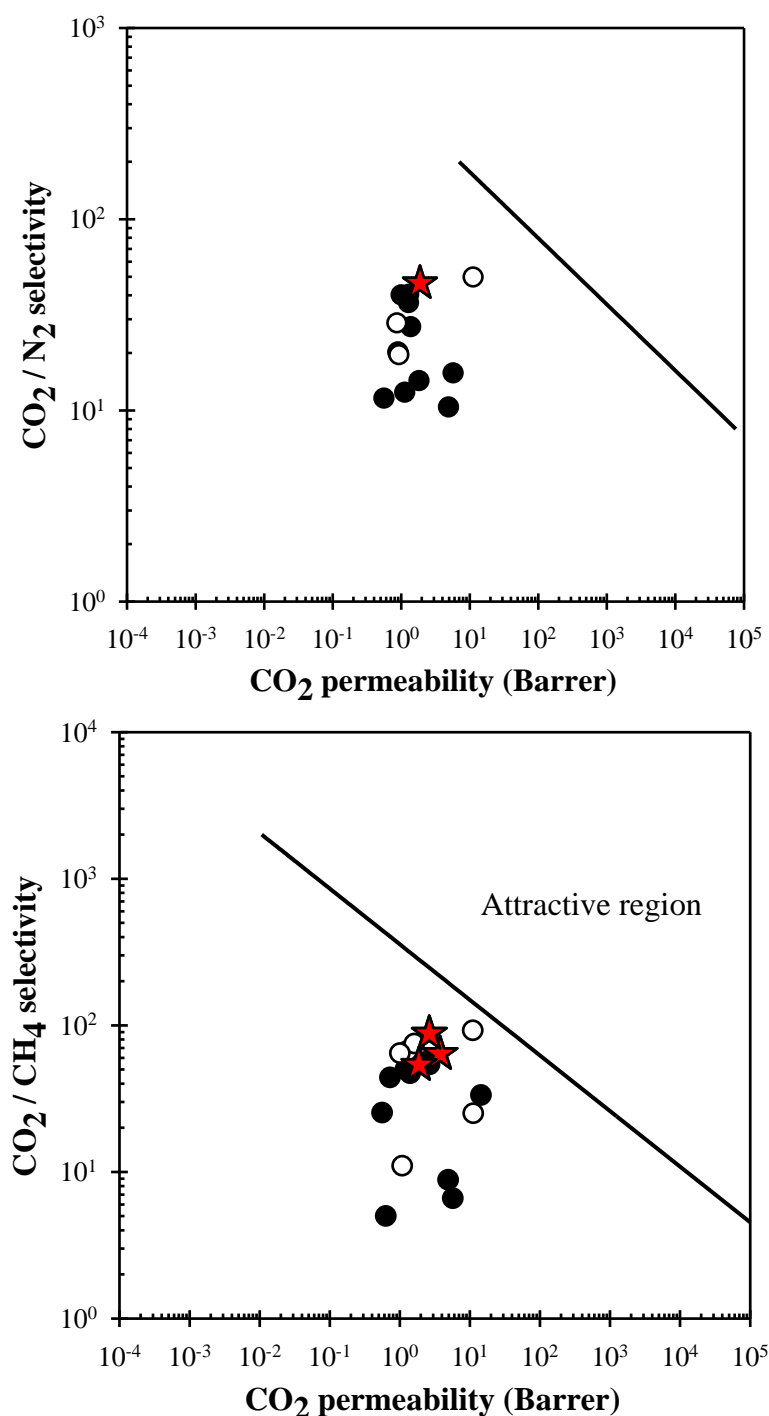 10³
10²
10¹
10⁰
CO₂ / N₂ selectivity
10⁻⁴ 10⁻³ 10⁻² 10⁻¹ 10⁰ 10¹ 10² 10³ 10⁴ 10⁵
CO₂ permeability (Barrer)
10⁴
10³
10²
10¹
10⁰
CO₂ / CH₄ selectivity
Attractive region
10⁻⁴ 10⁻³ 10⁻² 10⁻¹ 10⁰ 10¹ 10² 10³ 10⁴ 10⁵
CO₂ permeability (Barrer)